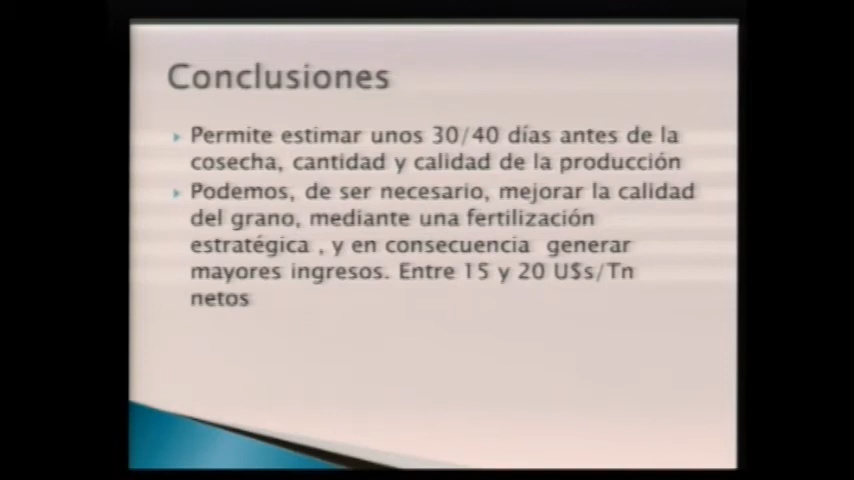 Conclusiones
Permite estimar unos 30/40 días antes de la
cosecha, cantidad y calidad de la producción
Podemos, de ser necesario, mejorar la calidad
del grano, mediante una fertilización
estratégica , y en consecuencia generar
mayores ingresos. Entre 15 y 20 U$s/Tn
netos